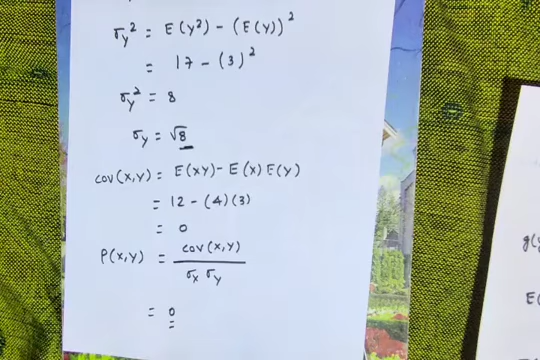 σy² = E(y²) - (E(y))²
= 17 - (3)²
σy² = 8
σy = √8
cov(x,y) = E(xy) - E(x)E(y)
= 12 - (4)(3)
= 0
ρ(x,y) = cov(x,y) / σx σy
= 0
E(